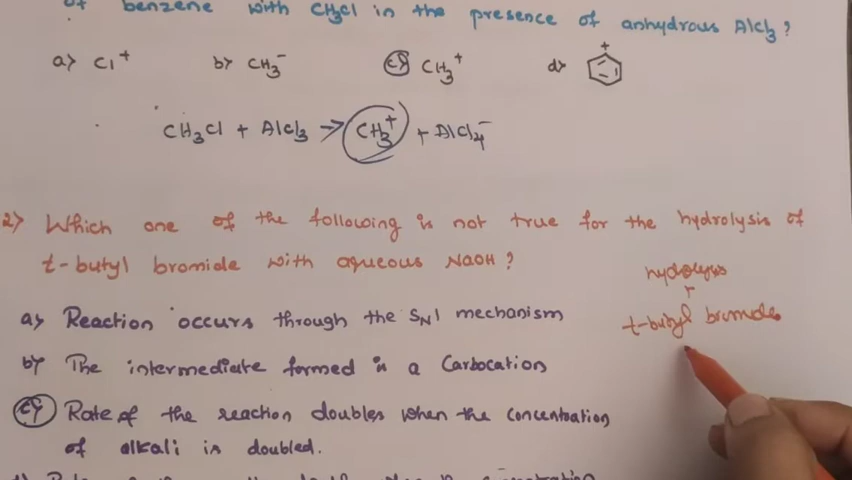 of benzene with CH3Cl in the presence of anhydrous AlCl3?
a) Cl+ b) CH3- c) CH3+ d) +
CH3Cl + AlCl3 → CH3+ + AlCl4-
2) Which one of the following is not true for the hydrolysis of
t-butyl bromide with aqueous NaOH?
hydolysis
t-butyl bromide
a) Reaction occurs through the SN1 mechanism
b) The intermediate formed is a Carbocation
c) Rate of the reaction doubles when the concentration
of alkali is doubled.